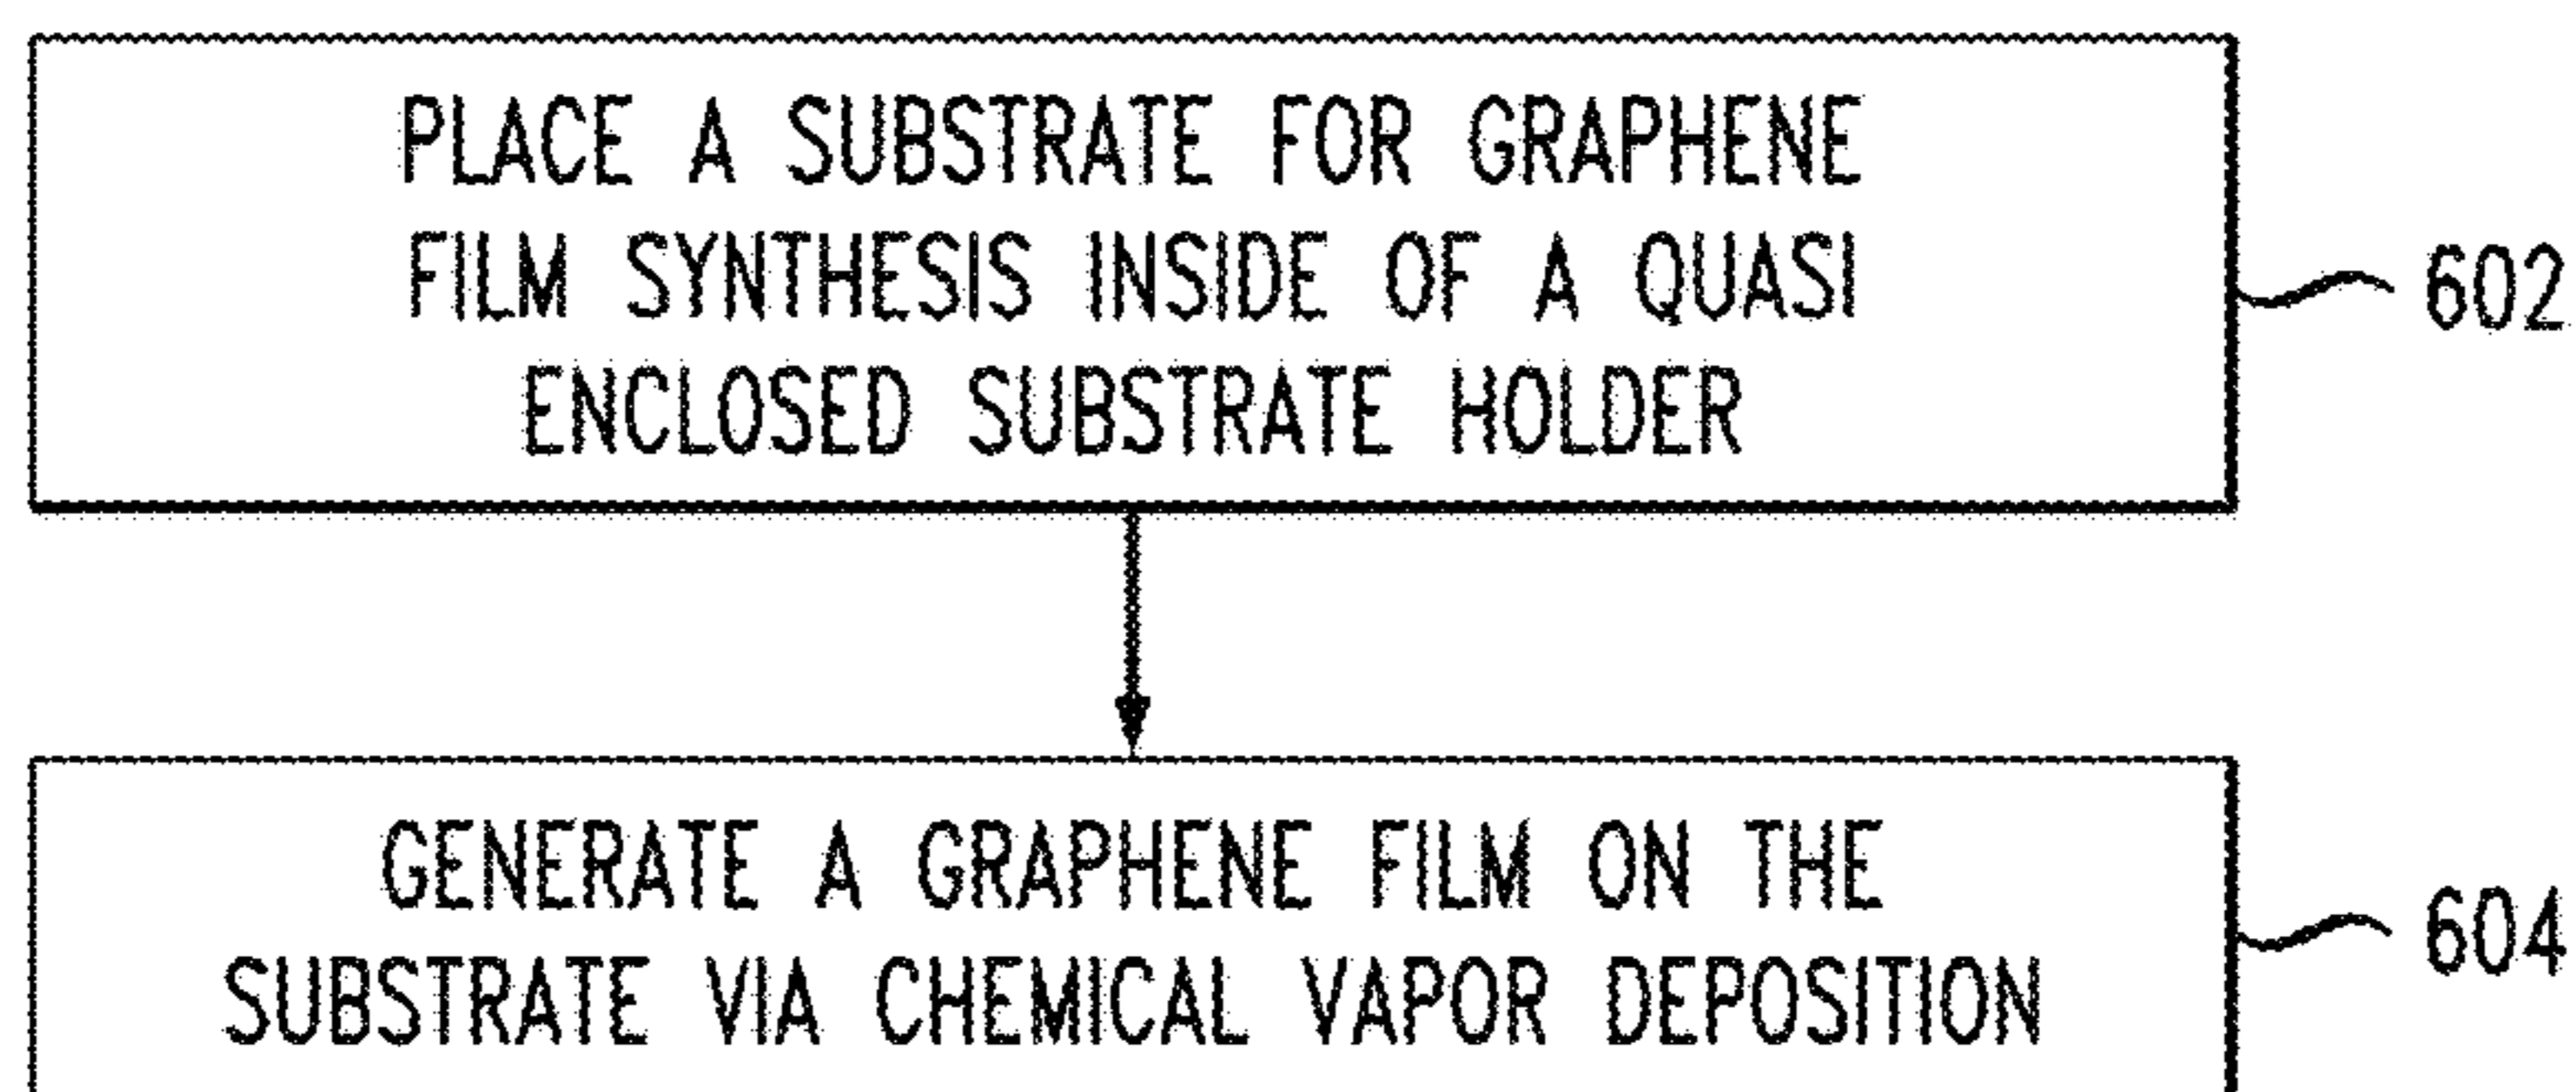 PLACE A SUBSTRATE FOR GRAPHENE
FILM SYNTHESIS INSIDE OF A QUASI
ENCLOSED SUBSTRATE HOLDER
602
GENERATE A GRAPHENE FILM ON THE
SUBSTRATE VIA CHEMICAL VAPOR DEPOSITION
604